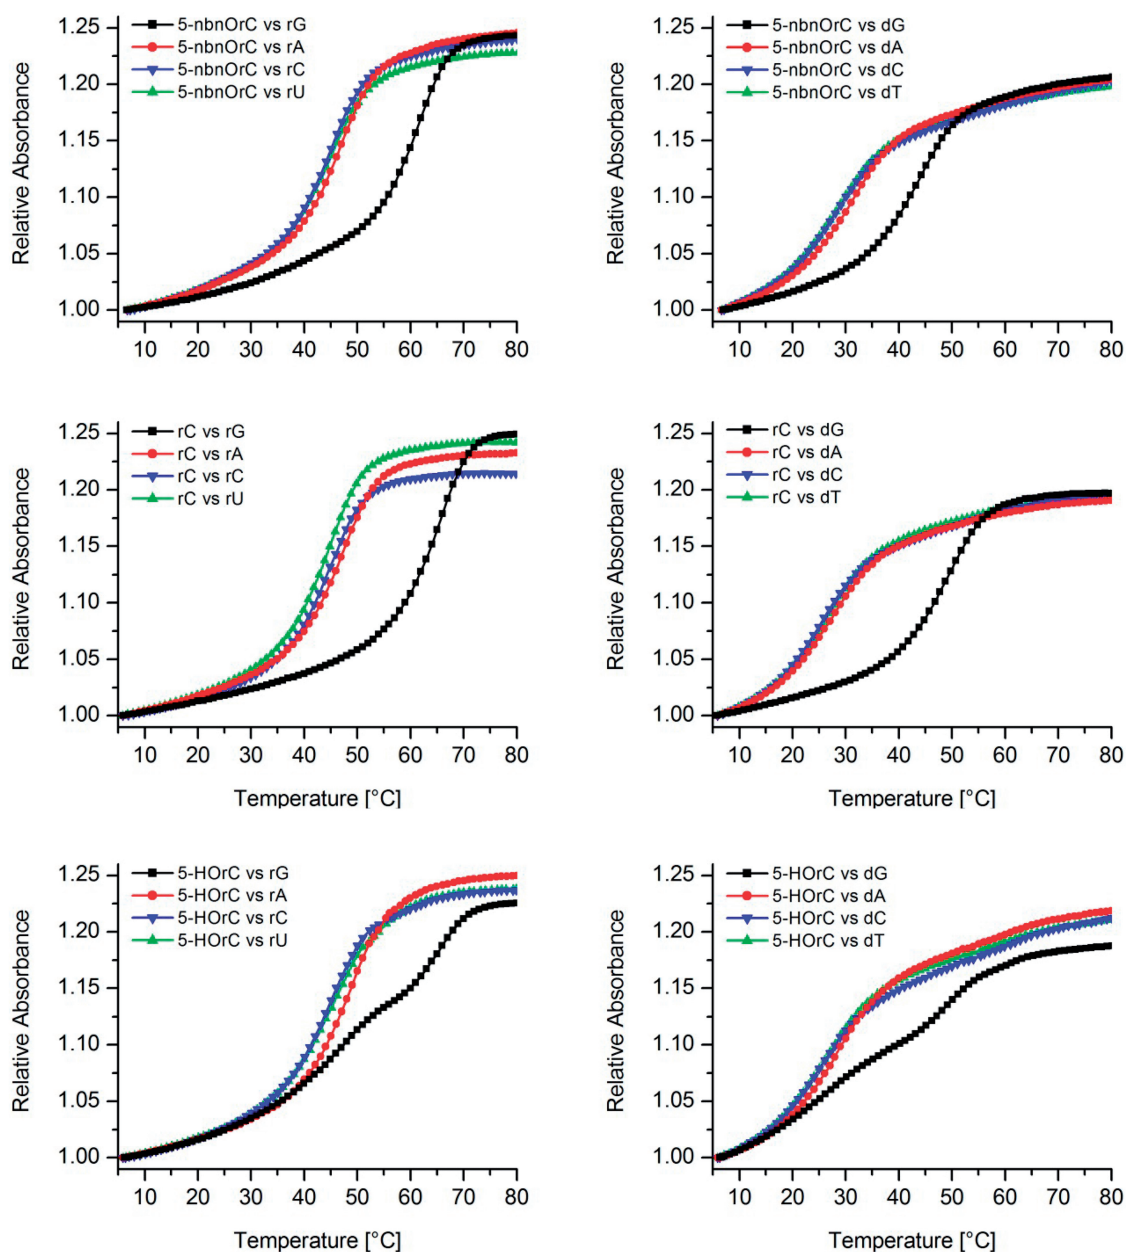 5-nbnOrC vs rG
5-nbnOrC vs rA
5-nbnOrC vs rC
5-nbnOrC vs rU
Relative Absorbance
1.25
1.20
1.15
1.10
1.05
1.00
10 20 30 40 50 60 70 80
5-nbnOrC vs dG
5-nbnOrC vs dA
5-nbnOrC vs dC
5-nbnOrC vs dT
Relative Absorbance
1.25
1.20
1.15
1.10
1.05
1.00
10 20 30 40 50 60 70 80
rC vs rG
rC vs rA
rC vs rC
rC vs rU
Relative Absorbance
1.25
1.20
1.15
1.10
1.05
1.00
10 20 30 40 50 60 70 80
Temperature [°C]
rC vs dG
rC vs dA
rC vs dC
rC vs dT
Relative Absorbance
1.25
1.20
1.15
1.10
1.05
1.00
10 20 30 40 50 60 70 80
Temperature [°C]
5-HOrC vs rG
5-HOrC vs rA
5-HOrC vs rC
5-HOrC vs rU
Relative Absorbance
1.25
1.20
1.15
1.10
1.05
1.00
10 20 30 40 50 60 70 80
Temperature [°C]
5-HOrC vs dG
5-HOrC vs dA
5-HOrC vs dC
5-HOrC vs dT
Relative Absorbance
1.25
1.20
1.15
1.10
1.05
1.00
10 20 30 40 50 60 70 80
Temperature [°C]